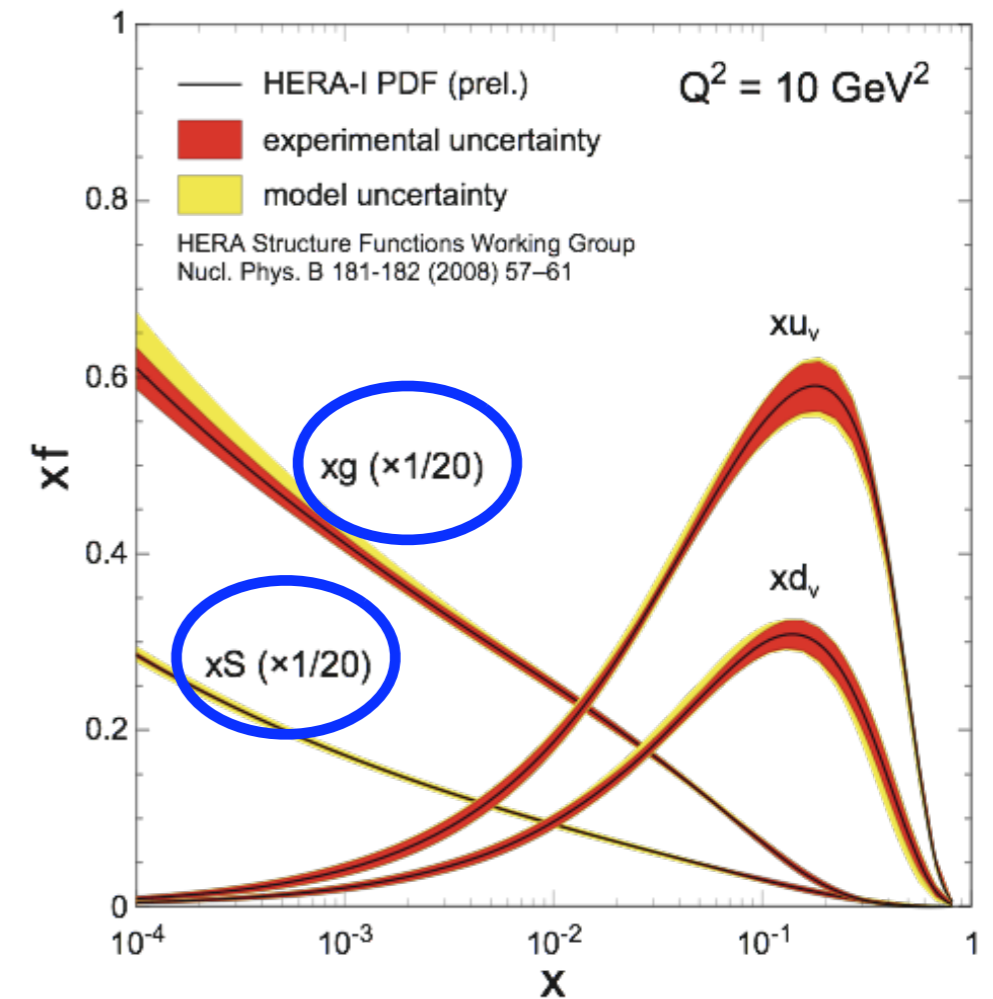 1
HERA-I PDF (prel.)
Q² = 10 GeV²
experimental uncertainty
0.8
model uncertainty
HERA Structure Functions Working Group
Nucl. Phys. B 181-182 (2008) 57–61
xuᵥ
0.6
xf
xg (×1/20)
0.4
xdᵥ
xS (×1/20)
0.2
0
10⁻⁴
10⁻³
10⁻²
10⁻¹
1
x